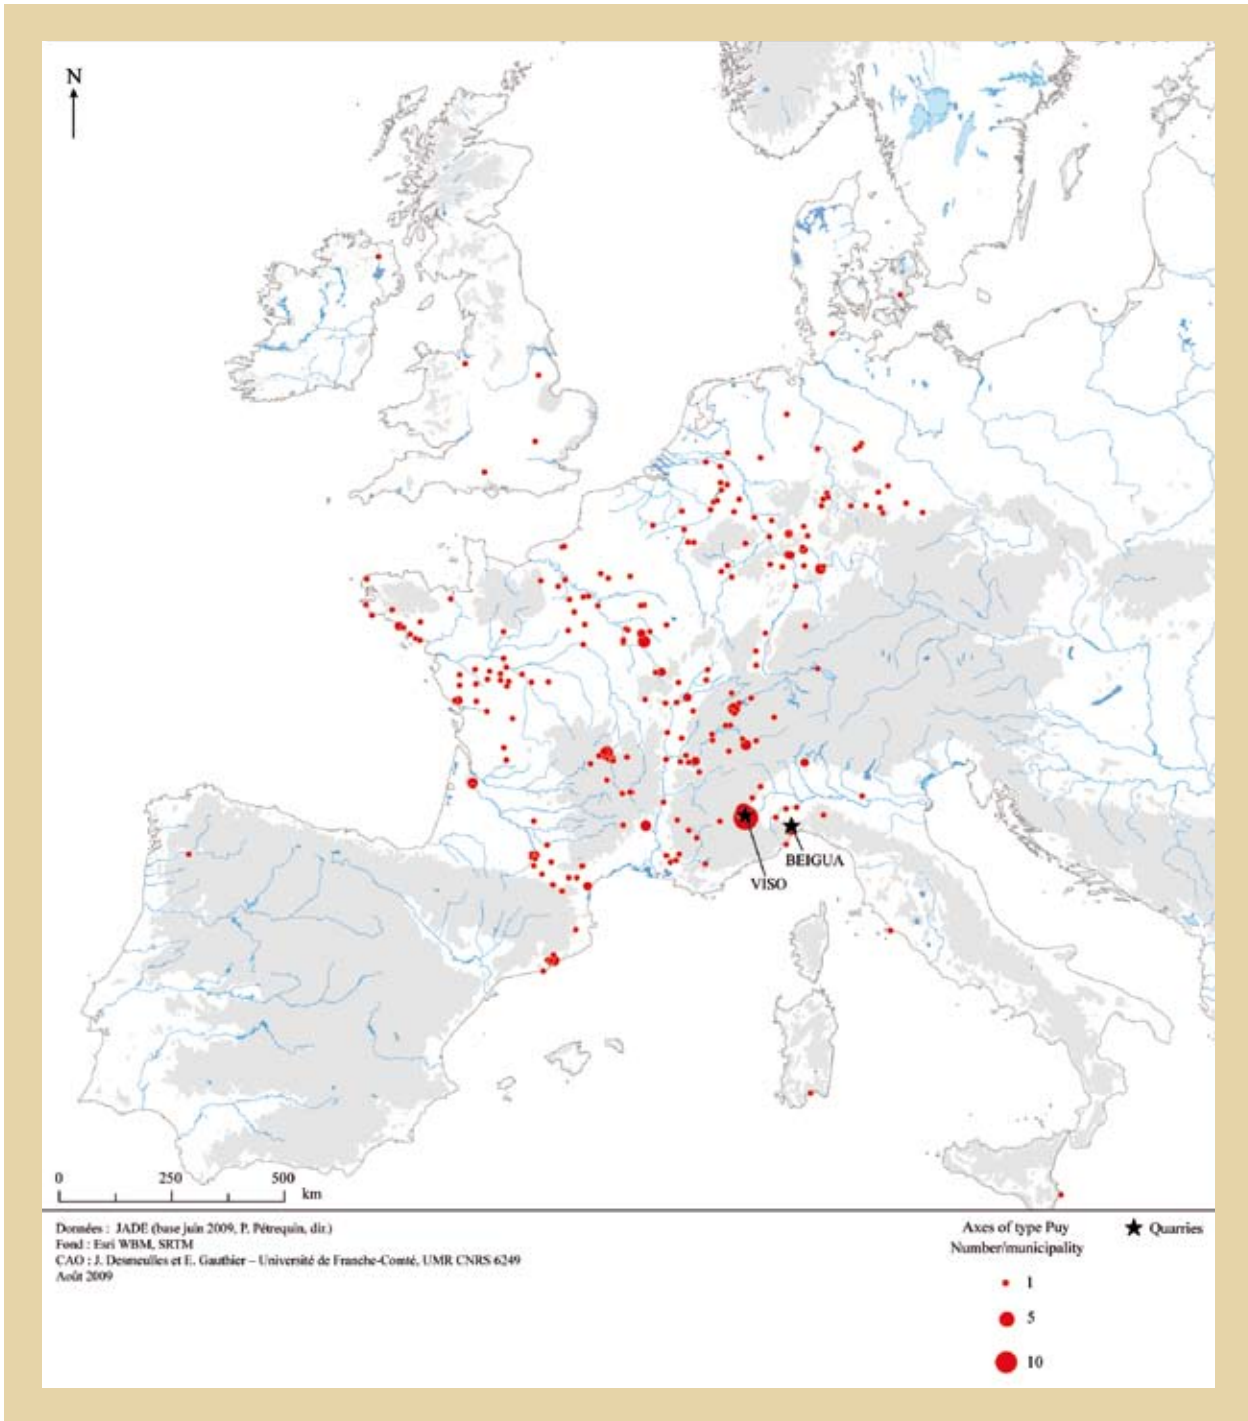 N
BEIGUA
VISO
0 250 500
km
Données : JADE (base juin 2009, P. Pétrequin, dir.)
Fond : Esri WBM, SRTM
CAO : J. Desmeulles et E. Gauthier – Université de Franche-Comté, UMR CNRS 6249
Août 2009
Axes of type Puy
Number/municipality
1
5
10
Quarries